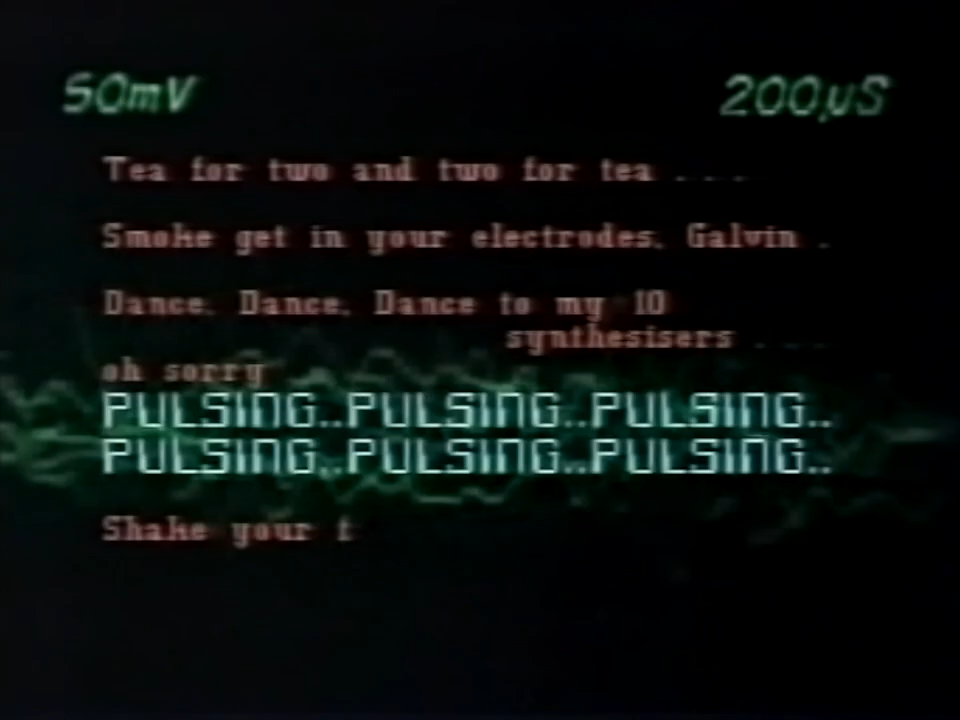 50mV 200µS
Tea for two and two for tea ...
Smoke get in your electrodes, Galvin .
Dance, Dance, Dance to my 10
synthesisers ...
oh sorry
PULSING..PULSING..PULSING..
PULSING..PULSING..PULSING..
Shake your f